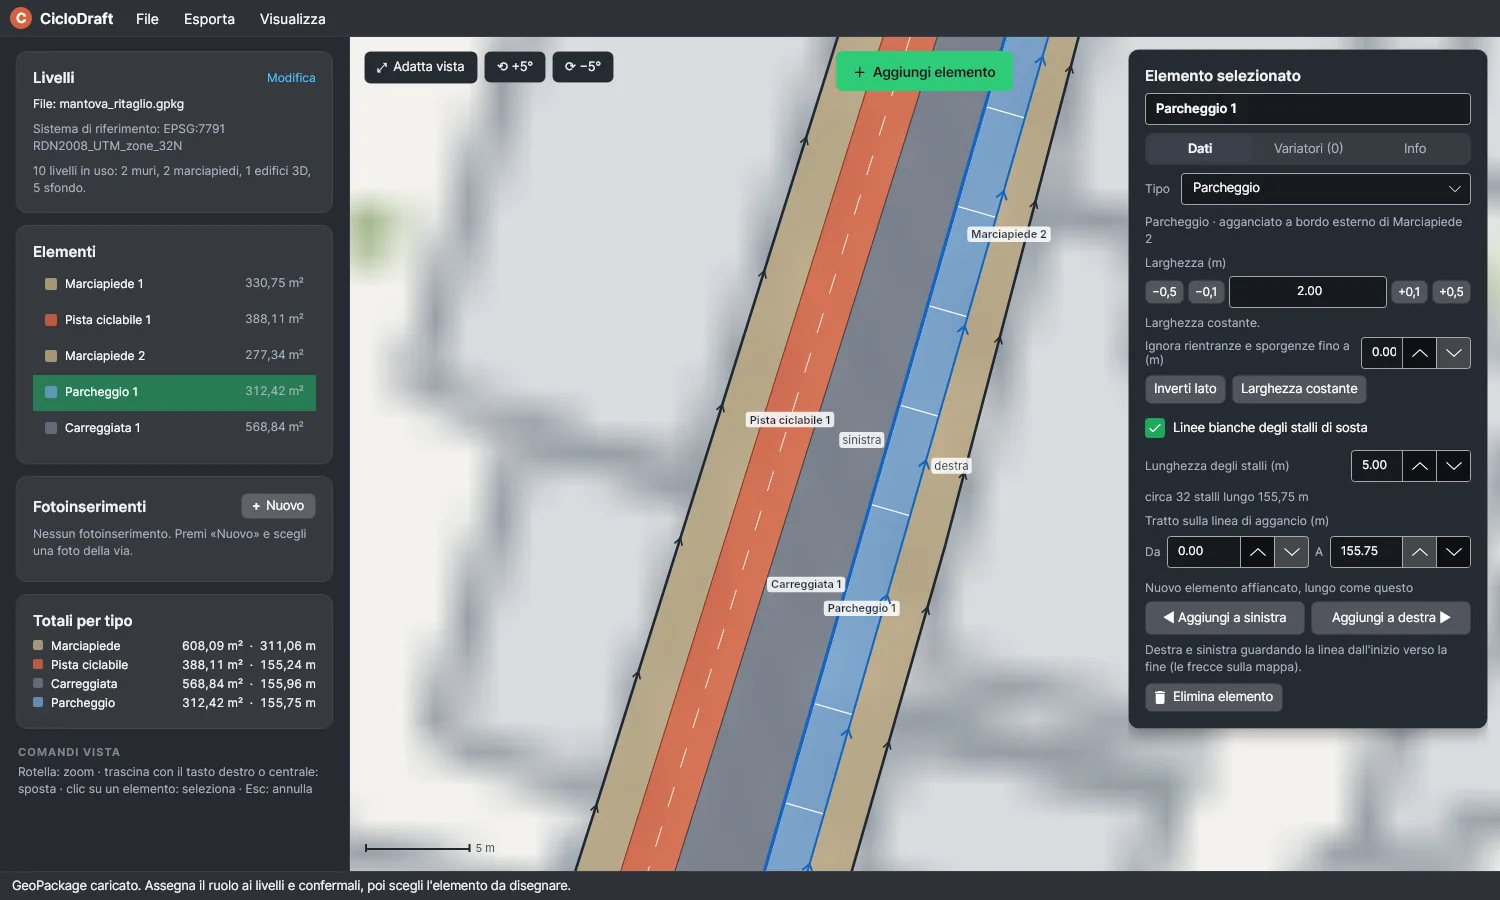 C CicloDraft File Esporta Visualizza
Livelli Modifica
File: mantova_ritaglio.gpkg
Sistema di riferimento: EPSG:7791
RDN2008_UTM_zone_32N
10 livelli in uso: 2 muri, 2 marciapiedi, 1 edifici 3D,
5 sfondo.
Elementi
Marciapiede 1 330,75 m²
Pista ciclabile 1 388,11 m²
Marciapiede 2 277,34 m²
Parcheggio 1 312,42 m²
Carreggiata 1 568,84 m²
Fotoinserimenti + Nuovo
Nessun fotoinserimento. Premi «Nuovo» e scegli
una foto della via.
Totali per tipo
Marciapiede 608,09 m² · 311,06 m
Pista ciclabile 388,11 m² · 155,24 m
Carreggiata 568,84 m² · 155,96 m
Parcheggio 312,42 m² · 155,75 m
COMANDI VISTA
Rotella: zoom · trascina con il tasto destro o centrale:
sposta · clic su un elemento: seleziona · Esc: annulla
⤢ Adatta vista ⟲ +5° ⟳ −5°
+ Aggiungi elemento
Marciapiede 2
Pista ciclabile 1
sinistra
destra
Carreggiata 1
Parcheggio 1
5 m
Elemento selezionato
Parcheggio 1
Dati Variatori (0) Info
Tipo Parcheggio
Parcheggio · agganciato a bordo esterno di Marciapiede
2
Larghezza (m)
−0,5 −0,1 2.00 +0,1 +0,5
Larghezza costante.
Ignora rientranze e sporgenze fino a
(m) 0.00
Inverti lato Larghezza costante
Linee bianche degli stalli di sosta
Lunghezza degli stalli (m) 5.00
circa 32 stalli lungo 155,75 m
Tratto sulla linea di aggancio (m)
Da 0.00 A 155.75
Nuovo elemento affiancato, lungo come questo
◀ Aggiungi a sinistra Aggiungi a destra ▶
Destra e sinistra guardando la linea dall'inizio verso la
fine (le frecce sulla mappa).
Elimina elemento
GeoPackage caricato. Assegna il ruolo ai livelli e confermali, poi scegli l'elemento da disegnare.